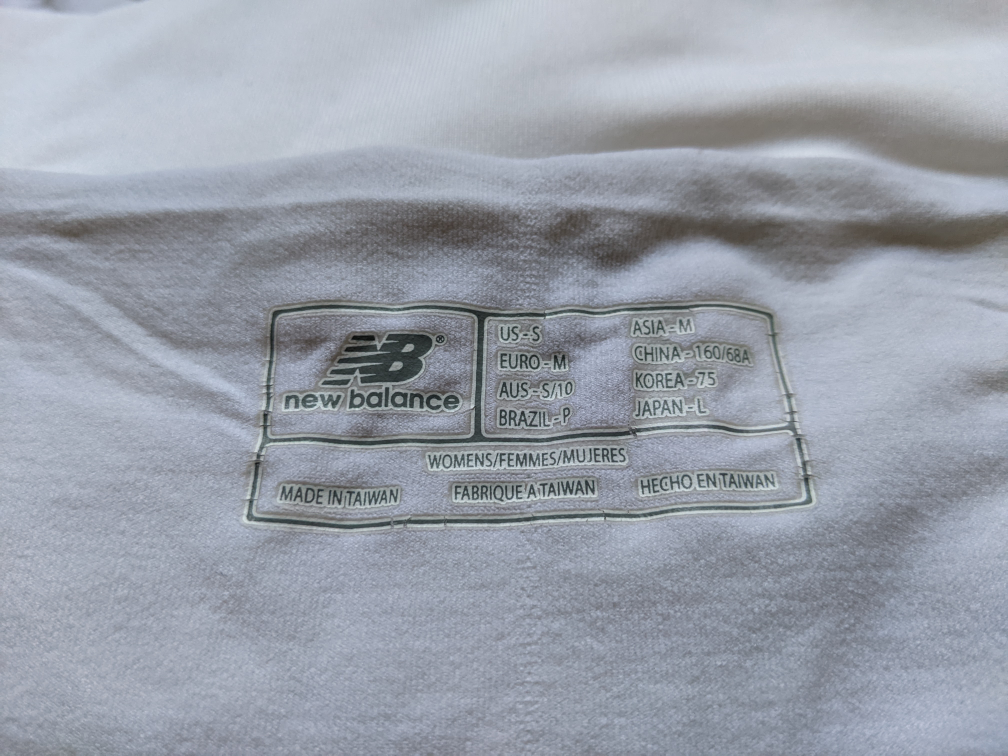 NB®
new balance
US-S
EURO-M
AUS-S/10
BRAZIL-P
ASIA-M
CHINA-160/68A
KOREA-75
JAPAN-L
WOMENS/FEMMES/MUJERES
MADE IN TAIWAN
FABRIQUE A TAIWAN
HECHO EN TAIWAN